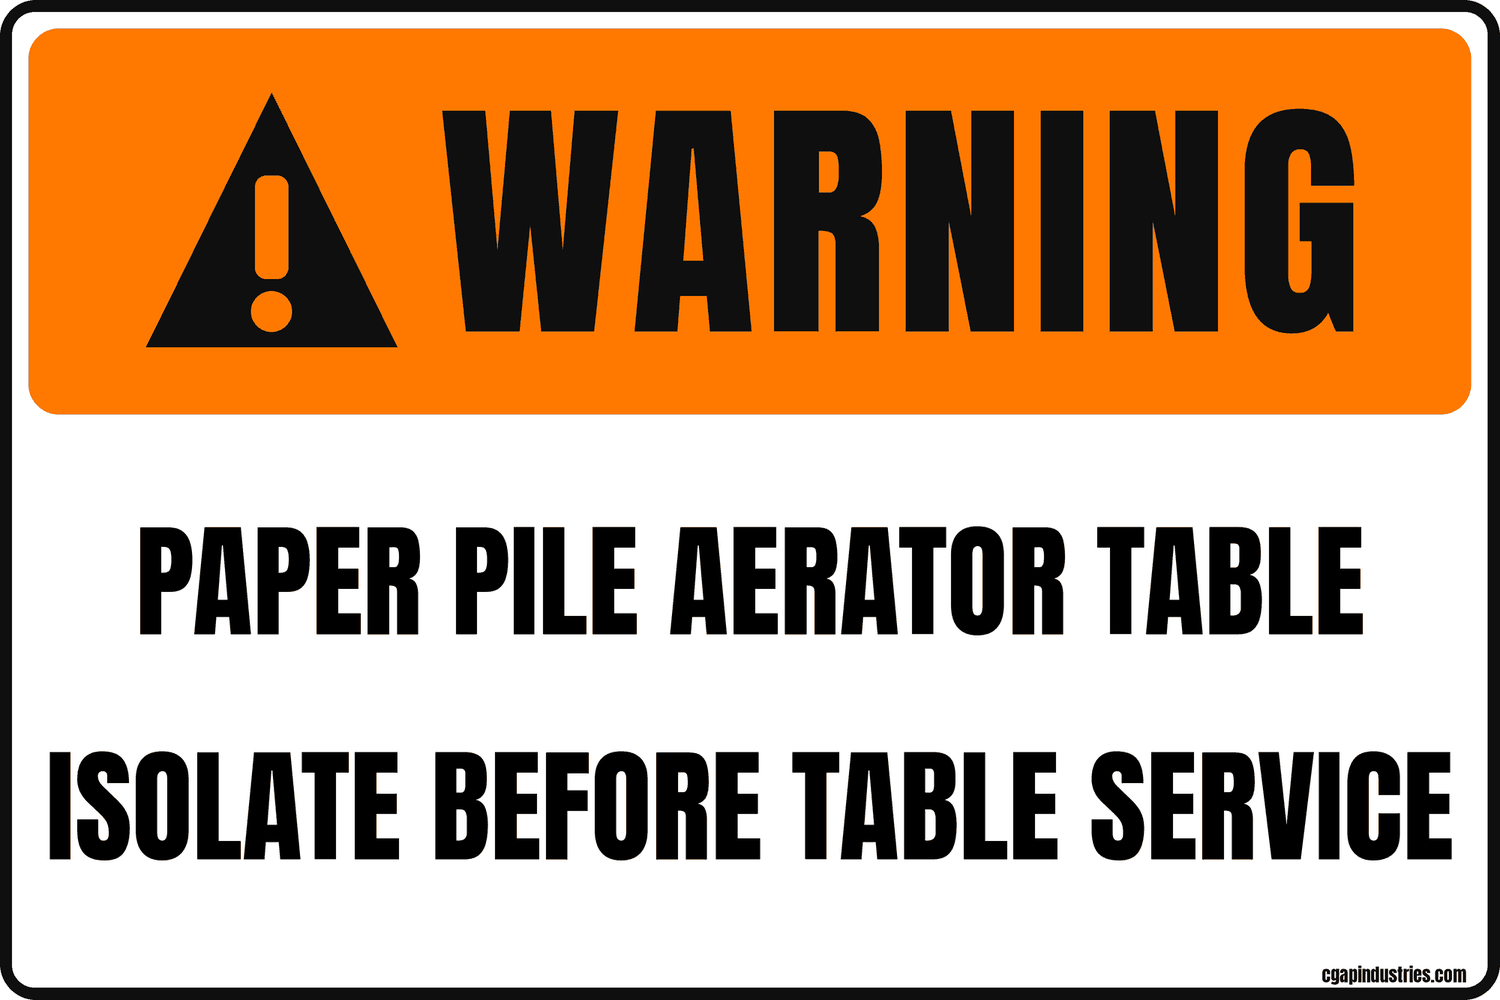 WARNING
PAPER PILE AERATOR TABLE
ISOLATE BEFORE TABLE SERVICE
cgapindustries.com